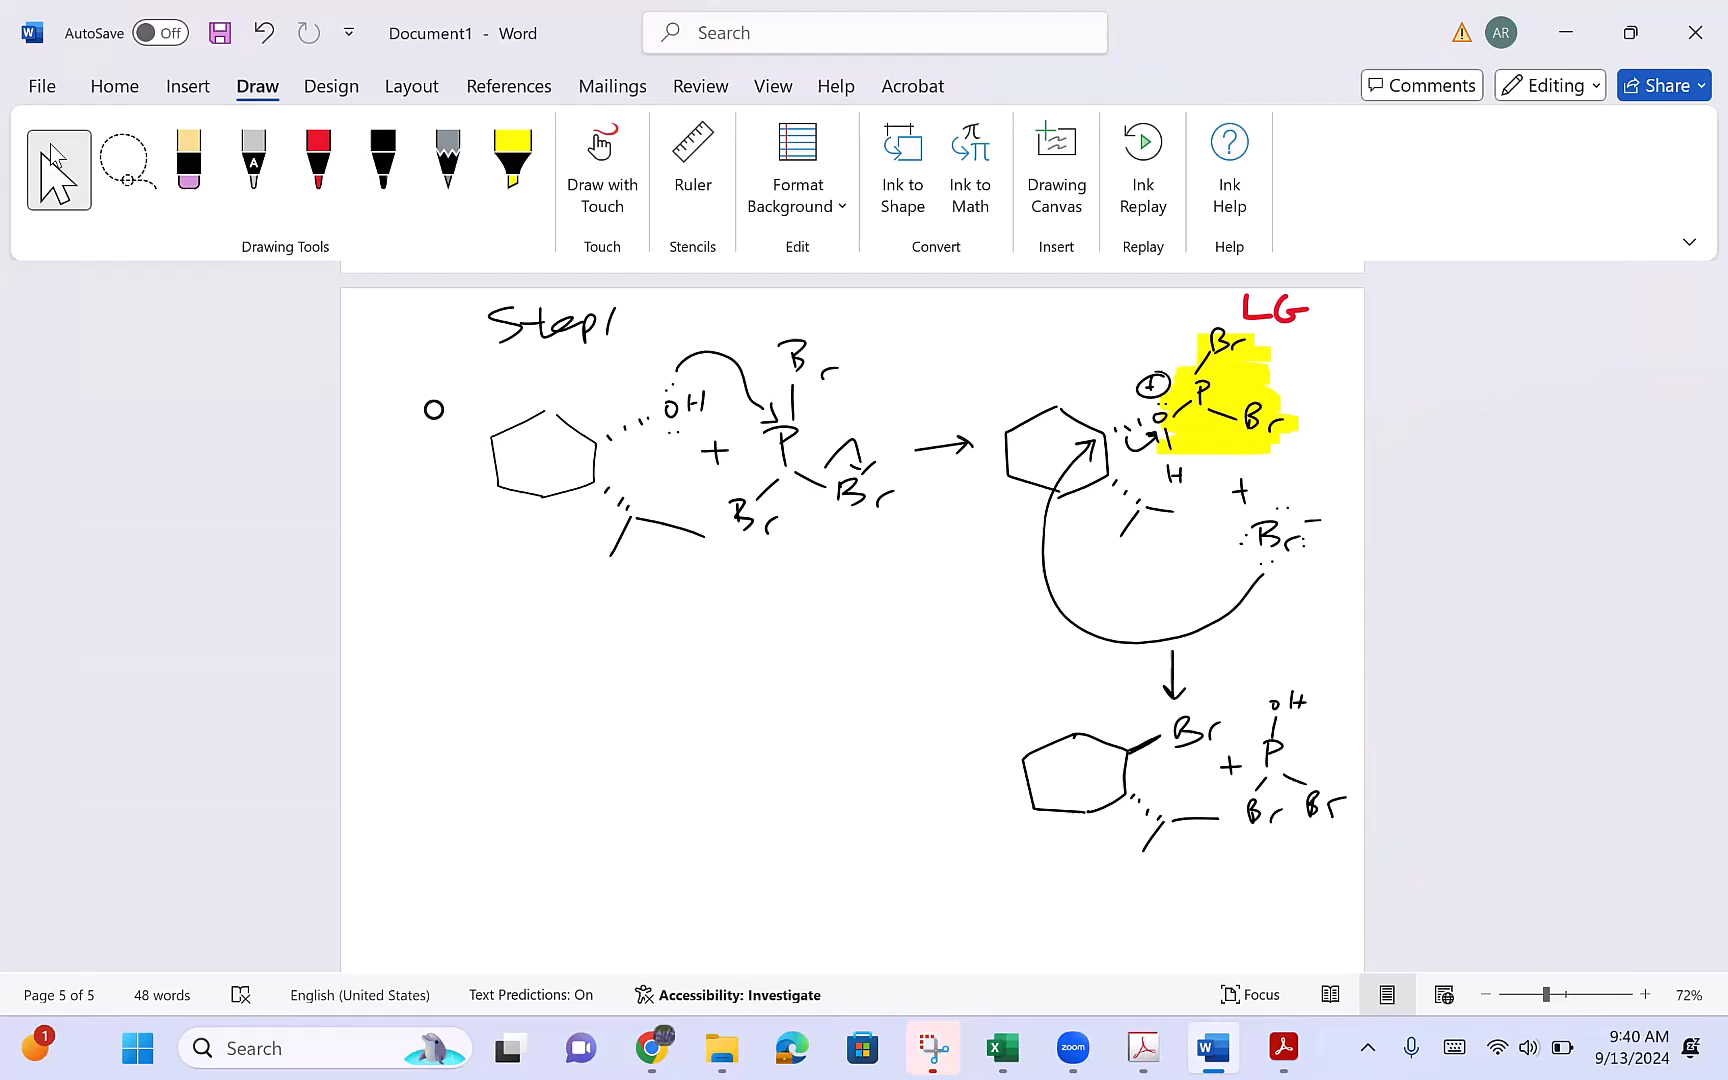 AutoSave Off Document1 - Word Search AR
File Home Insert Draw Design Layout References Mailings Review View Help Acrobat Comments Editing Share
A
Draw with Touch
Ruler
Format Background
Ink to Shape
Ink to Math
Drawing Canvas
Ink Replay
Ink Help
Drawing Tools Touch Stencils Edit Convert Insert Replay Help
Step 1
LG
OH
+
Br
P
Br
Br
Br
P
Br
+
O
H
+
Br-
Br
+
OH
P
Br Br
Page 5 of 5 48 words English (United States) Text Predictions: On Accessibility: Investigate Focus 72%
1 Search zoom 9:40 AM
9/13/2024